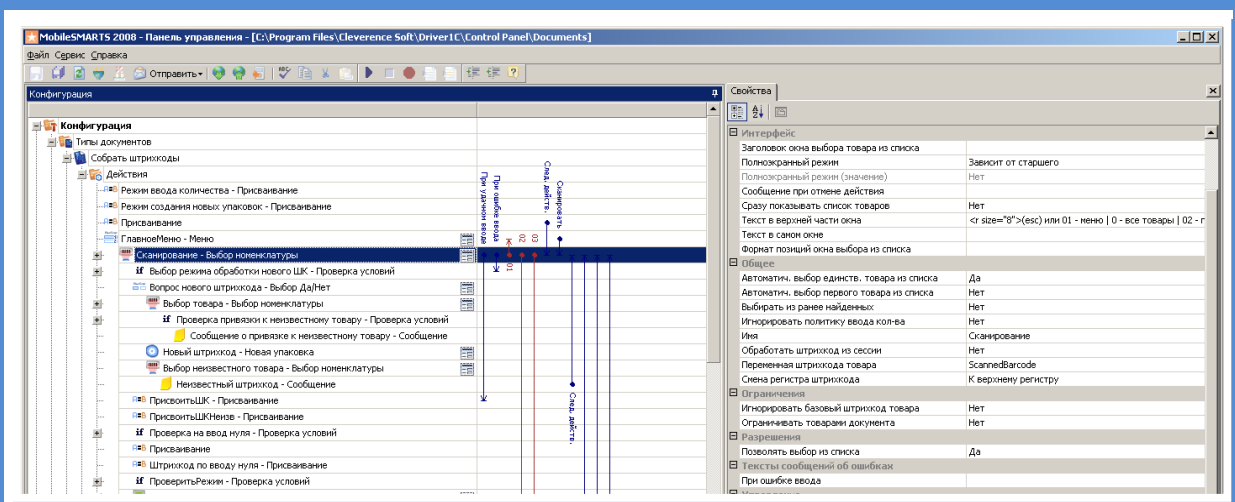 MobileSMARTS 2008 - Панель управления - [C:\Program Files\Cleverence Soft\Driver1C\Control Panel\Documents]
Файл Сервис Справка
Отправить
Конфигурация
Конфигурация
Типы документов
Собрать штрихкоды
Действия
Режим ввода количества - Присваивание
Режим создания новых упаковок - Присваивание
Присваивание
ГлавноеМеню - Меню
Сканирование - Выбор номенклатуры
if Выбор режима обработки нового ШК - Проверка условий
Вопрос нового штрихкода - Выбор Да/Нет
Выбор товара - Выбор номенклатуры
if Проверка привязки к неизвестному товару - Проверка условий
Сообщение о привязке к неизвестному товару - Сообщение
Новый штрихкод - Новая упаковка
Выбор неизвестного товара - Выбор номенклатуры
Неизвестный штрихкод - Сообщение
ПрисвоитьШК - Присваивание
ПрисвоитьШКНеизв - Присваивание
if Проверка на ввод нуля - Проверка условий
Присваивание
Штрихкод по вводу нуля - Присваивание
if ПроверитьРежим - Проверка условий
При удачном вводе
При ошибке ввода
01
02
03
След. действ.
Сканировать
След. действ.
Свойства
Интерфейс
Заголовок окна выбора товара из списка
Полноэкранный режим Зависит от старшего
Полноэкранный режим (значение) Нет
Сообщение при отмене действия
Сразу показывать список товаров Нет
Текст в верхней части окна <r size="8">(esc) или 01 - меню | 0 - все товары | 02 - г
Текст в самом окне
Формат позиций окна выбора из списка
Общее
Автоматич. выбор единств. товара из списка Да
Автоматич. выбор первого товара из списка Нет
Выбирать из ранее найденных Нет
Игнорировать политику ввода кол-ва Нет
Имя Сканирование
Обработать штрихкод из сессии Нет
Переменная штрихкода товара ScannedBarcode
Смена регистра штрихкода К верхнему регистру
Ограничения
Игнорировать базовый штрихкод товара Нет
Ограничивать товарами документа Нет
Разрешения
Позволять выбор из списка Да
Тексты сообщений об ошибках
При ошибке ввода